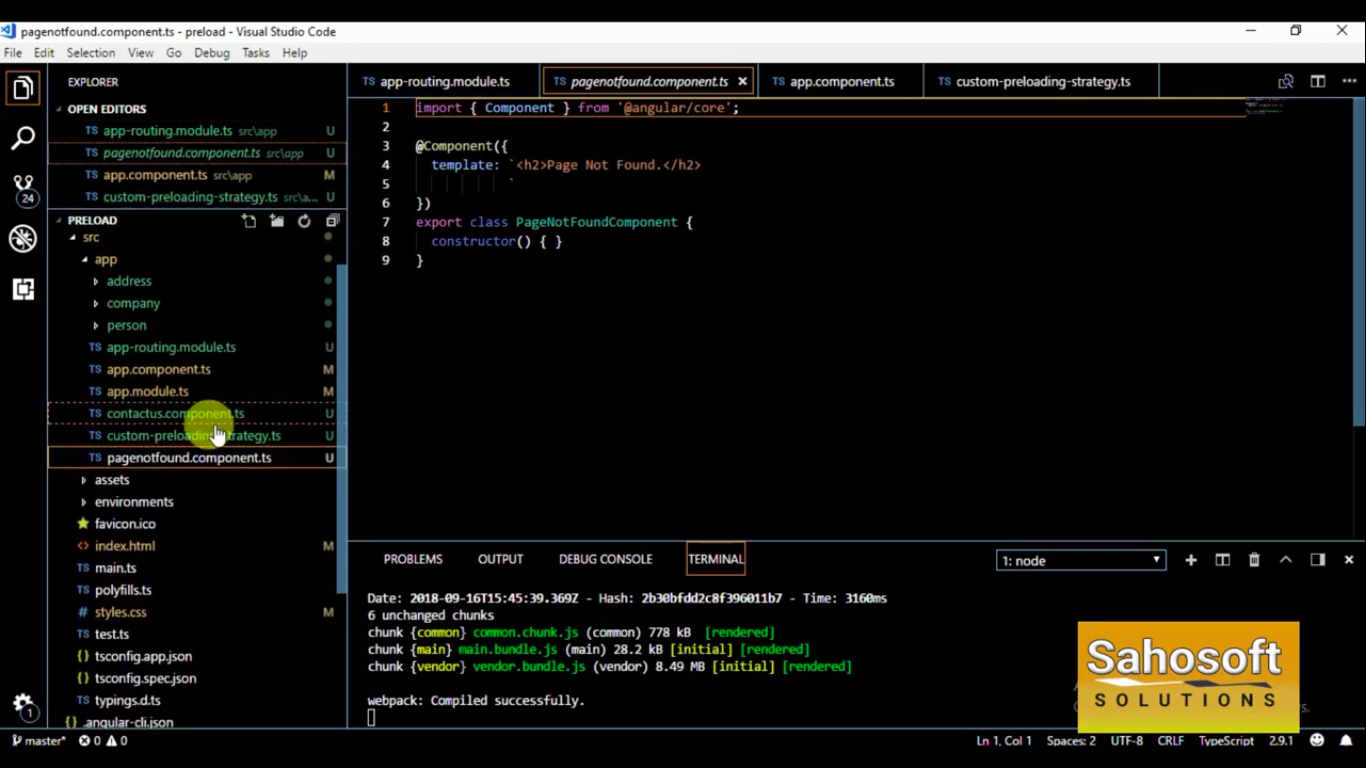 pagenotfound.component.ts - preload - Visual Studio Code
File Edit Selection View Go Debug Tasks Help
EXPLORER
OPEN EDITORS
TS app-routing.module.ts src\app U
TS pagenotfound.component.ts src\app U
TS app.component.ts src\app M
TS custom-preloading-strategy.ts src\a... U
24
PRELOAD
src
app
address
company
person
TS app-routing.module.ts U
TS app.component.ts M
TS app.module.ts M
TS contactus.component.ts U
TS custom-preloading-strategy.ts U
TS pagenotfound.component.ts U
assets
environments
favicon.ico
<> index.html M
TS main.ts
TS polyfills.ts
# styles.css M
TS test.ts
{} tsconfig.app.json
{} tsconfig.spec.json
TS typings.d.ts
{} .angular-cli.json
1
TS app-routing.module.ts TS pagenotfound.component.ts × TS app.component.ts TS custom-preloading-strategy.ts
1 import { Component } from '@angular/core';
2
3 @Component({
4 template: `<h2>Page Not Found.</h2>
5 `
6 })
7 export class PageNotFoundComponent {
8 constructor() { }
9 }
PROBLEMS OUTPUT DEBUG CONSOLE TERMINAL 1: node
Date: 2018-09-16T15:45:39.369Z - Hash: 2b30bfdd2c8f396011b7 - Time: 3160ms
6 unchanged chunks
chunk {common} common.chunk.js (common) 778 kB [rendered]
chunk {main} main.bundle.js (main) 28.2 kB [initial] [rendered]
chunk {vendor} vendor.bundle.js (vendor) 8.49 MB [initial] [rendered]
webpack: Compiled successfully.
Sahosoft
SOLUTIONS
master* 0 0 Ln 1, Col 1 Spaces: 2 UTF-8 CRLF TypeScript 2.9.1